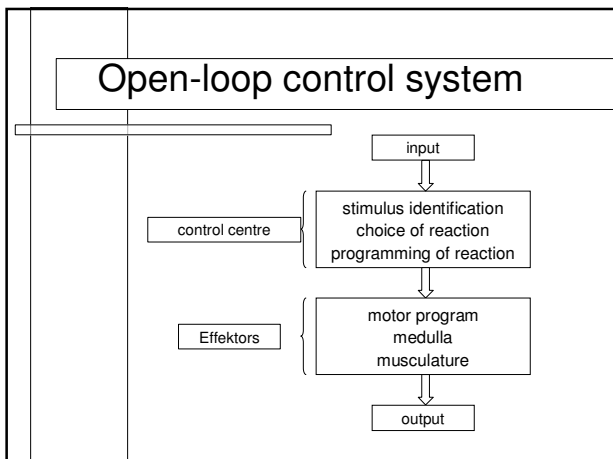 Open-loop control system
input
stimulus identification
control centre
choice of reaction
programming of reaction
motor program
Effektors
medulla
musculature
output